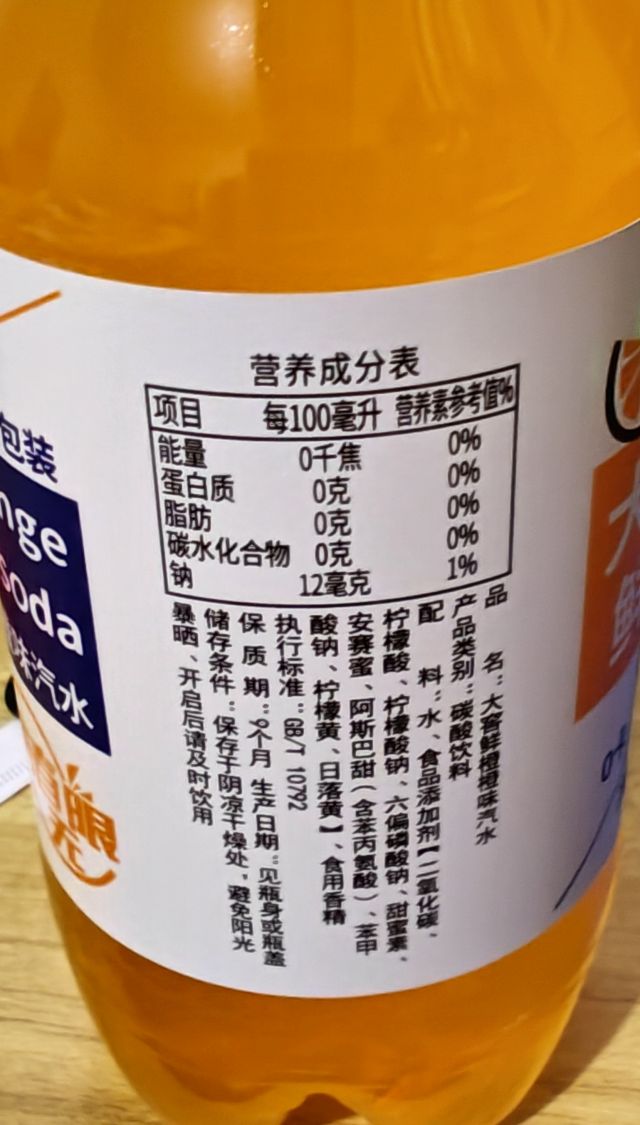 营养成分表
项目 每100毫升 营养素参考值%
能量 0千焦 0%
蛋白质 0克 0%
脂肪 0克 0%
碳水化合物 0克 0%
钠 12毫克 1%
品 名：大窖鲜橙橙味汽水
产品类别：碳酸饮料
配 料：水、食品添加剂【二氧化碳、
柠檬酸、柠檬酸钠、六偏磷酸钠、甜蜜素、
安赛蜜、阿斯巴甜（含苯丙氨酸）、苯甲
酸钠、柠檬黄、日落黄】、食用香精
执行标准：GB/T 10792
保 质 期：9个月 生产日期：见瓶身或瓶盖
储存条件：保存于阴凉干燥处，避免阳光
暴晒、开启后请及时饮用
包装
nge
soda
味汽水